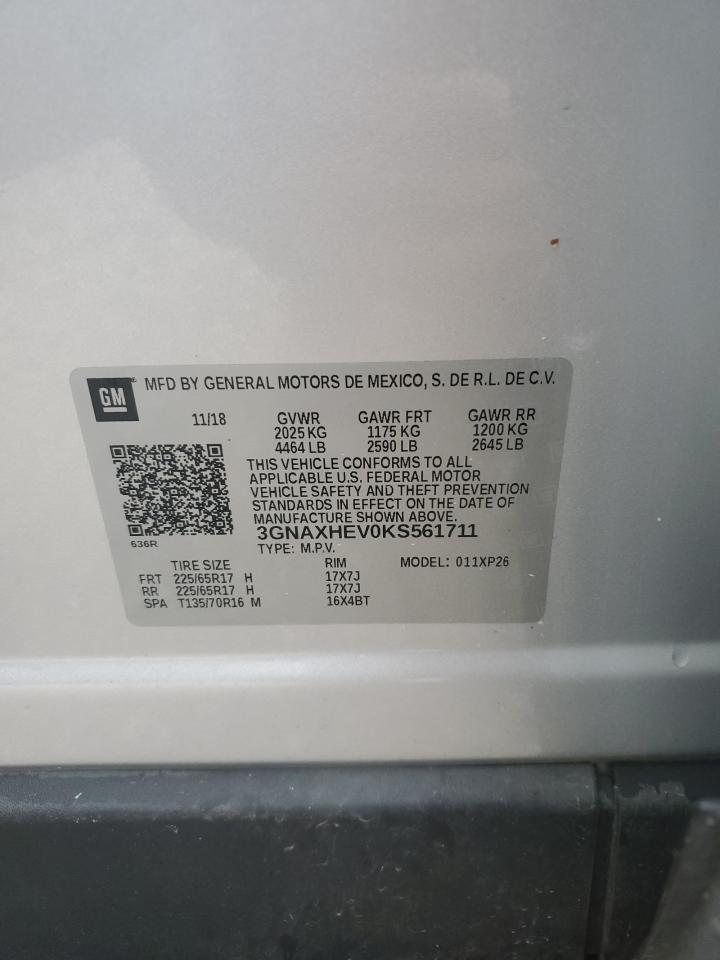 GM
MFD BY GENERAL MOTORS DE MEXICO, S. DE R.L. DE C.V.
11/18 GVWR GAWR FRT GAWR RR
2025 KG 1175 KG 1200 KG
4464 LB 2590 LB 2645 LB
THIS VEHICLE CONFORMS TO ALL
APPLICABLE U.S. FEDERAL MOTOR
VEHICLE SAFETY AND THEFT PREVENTION
STANDARDS IN EFFECT ON THE DATE OF
MANUFACTURE SHOWN ABOVE.
3GNAXHEV0KS561711
636R
TYPE: M.P.V. MODEL: 011XP26
TIRE SIZE RIM
FRT 225/65R17 H 17X7J
RR 225/65R17 H 17X7J
SPA T135/70R16 M 16X4BT